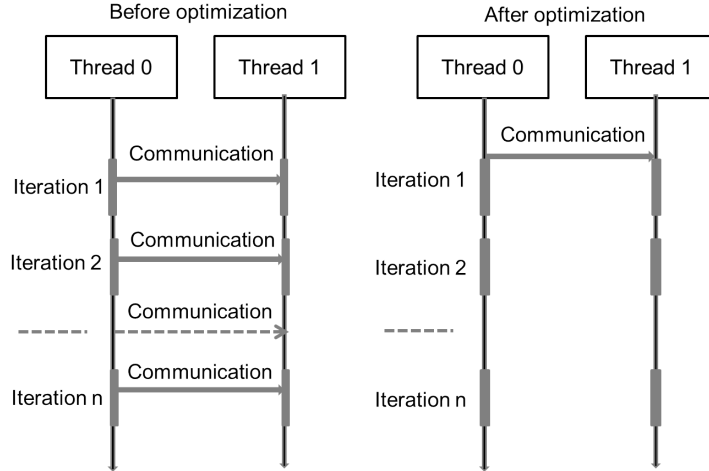 Before optimization
Thread 0
Thread 1
Communication
Iteration 1
Communication
Iteration 2
Communication
Communication
Iteration n
After optimization
Thread 0
Thread 1
Communication
Iteration 1
Iteration 2
Iteration n